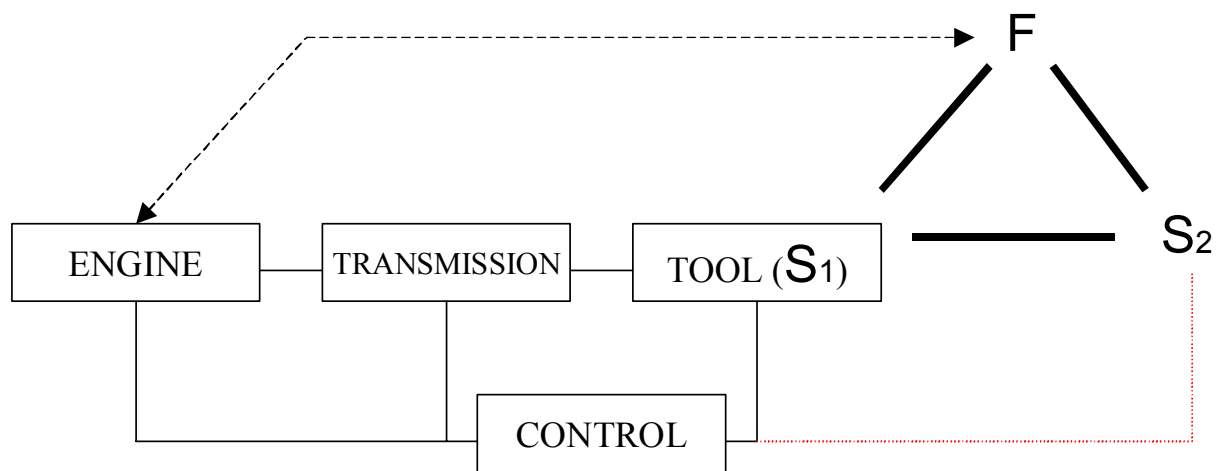 F
S2
ENGINE
TRANSMISSION
TOOL (S1)
CONTROL